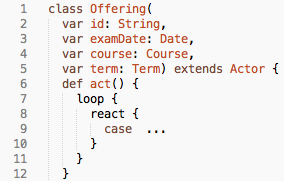 1 class Offering(
2 var id: String,
3 var examDate: Date,
4 var course: Course,
5 var term: Term) extends Actor {
6 def act() {
7 loop {
8 react {
9 case ...
10 }
11 }
12 }